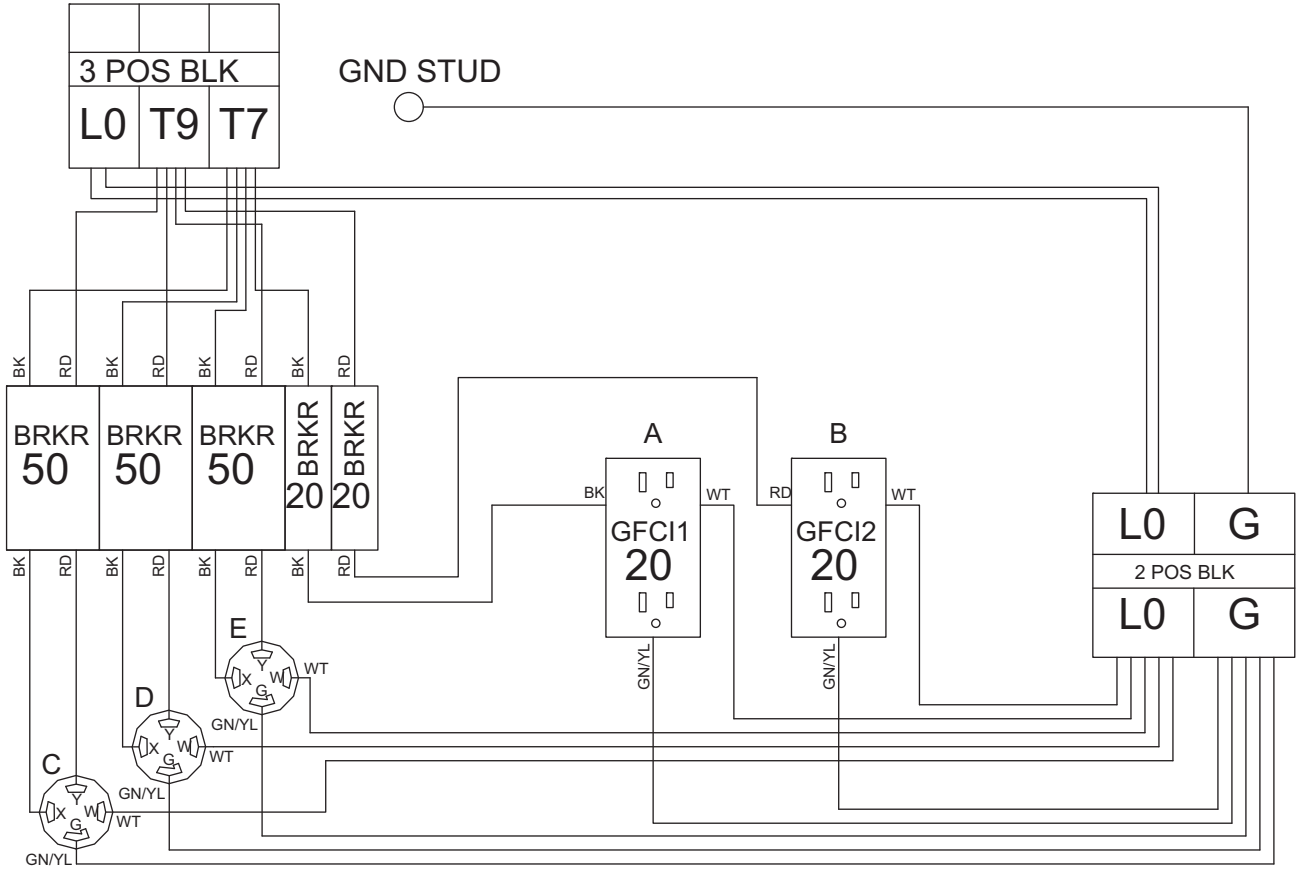 3 POS BLK
L0 T9 T7
GND STUD
BK RD BK RD BK RD BK RD
BRKR 50
BRKR 50
BRKR 50
20 BRKR
20 BRKR
BK RD BK RD BK RD BK RD
A
BK WT
GFCI1
20
GN/YL
B
RD WT
GFCI2
20
GN/YL
L0 G
2 POS BLK
L0 G
E
Y
X W
G
WT
GN/YL
D
Y
X W
G
WT
GN/YL
C
Y
X W
G
WT
GN/YL